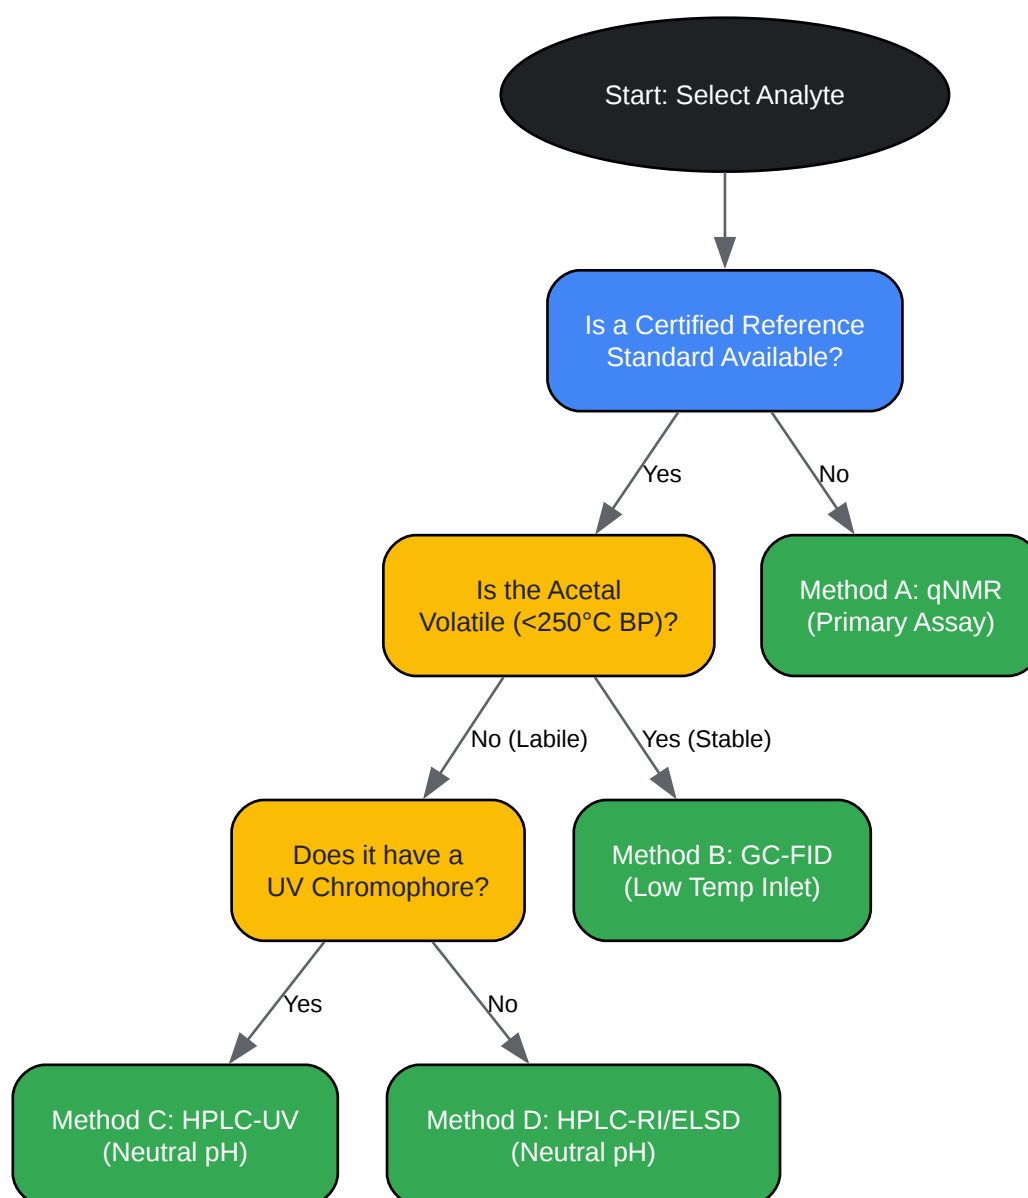 Start: Select Analyte
Is a Certified Reference
Standard Available?
Yes
No
Is the Acetal
Volatile (<250°C BP)?
Method A: qNMR
(Primary Assay)
No (Labile)
Yes (Stable)
Does it have a
UV Chromophore?
Method B: GC-FID
(Low Temp Inlet)
Yes
No
Method C: HPLC-UV
(Neutral pH)
Method D: HPLC-RI/ELSD
(Neutral pH)